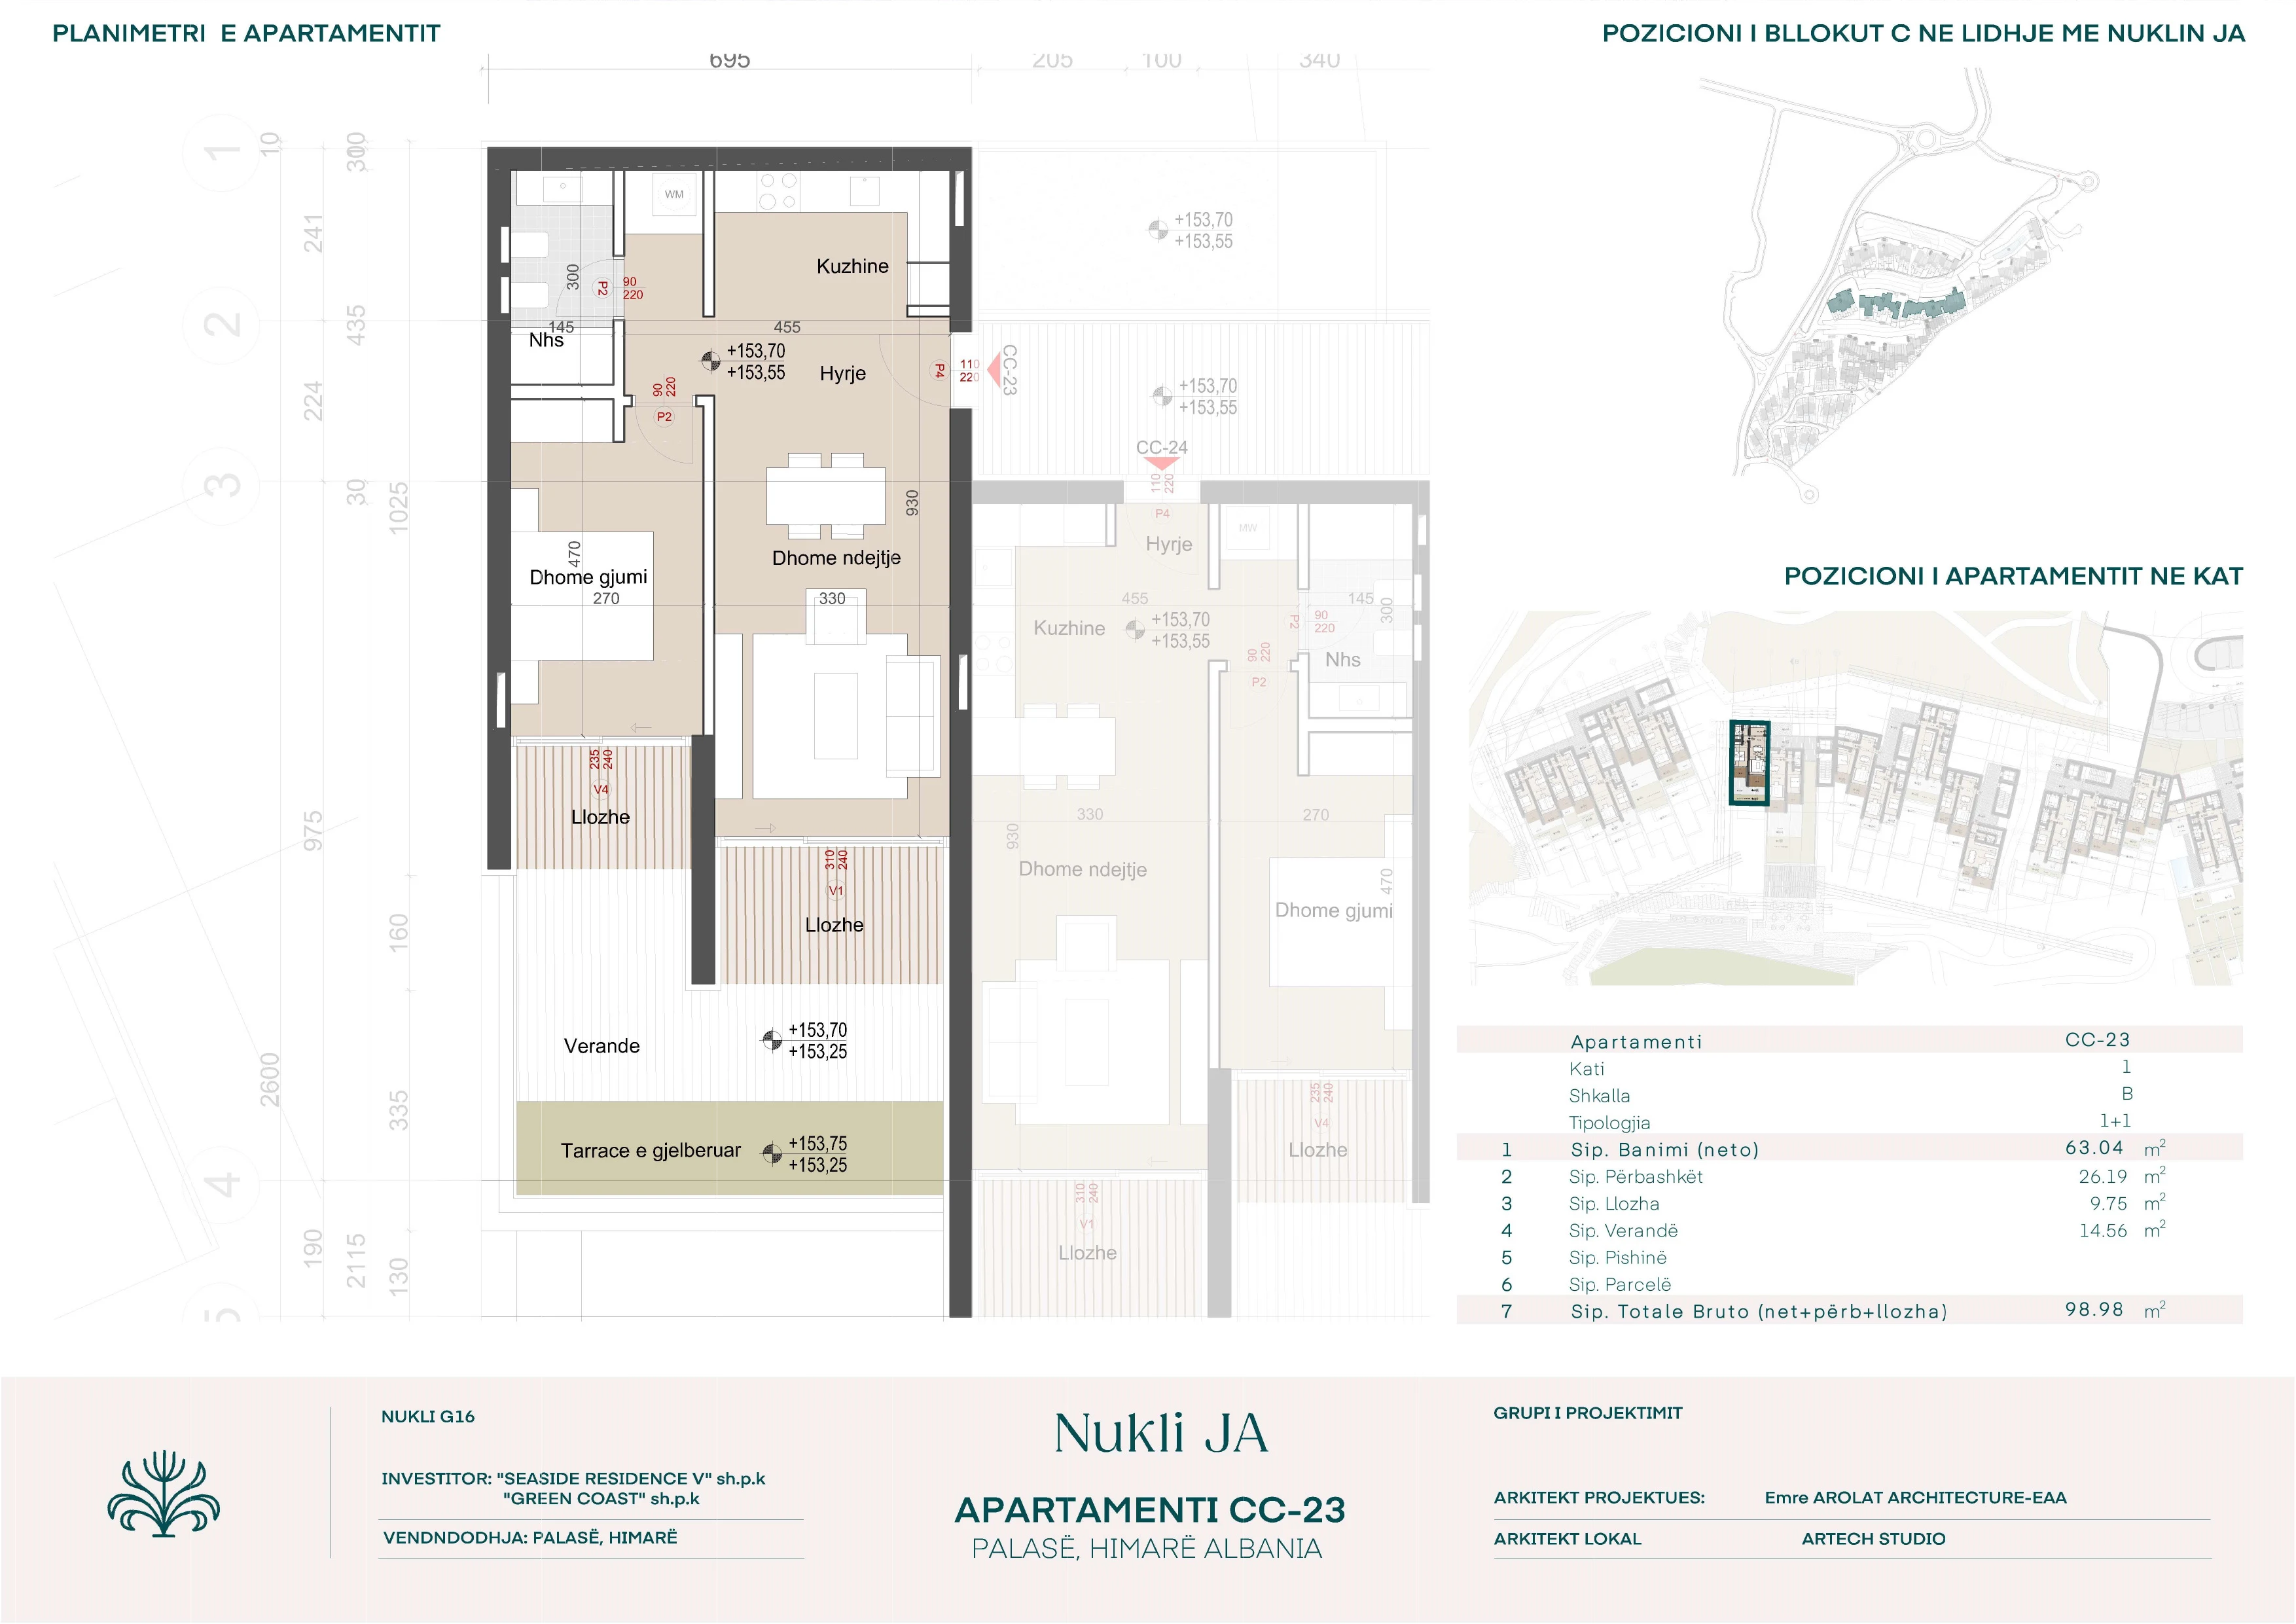 PLANIMETRI E APARTAMENTIT
POZICIONI I BLLOKUT C NE LIDHJE ME NUKLIN JA
695
205
100
340
1
10
300
241
2
435
224
3
30
1025
975
160
2600
335
4
190
2115
130
5
WM
Kuzhine
300
P2
90
220
145
455
Nhs
+153,70
+153,55
Hyrje
P4
110
220
CC-23
90
220
P2
930
470
Dhome ndejtje
Dhome gjumi
270
330
235
240
V4
Llozhe
310
240
V1
Llozhe
Verande
+153,70
+153,25
Tarrace e gjelberuar
+153,75
+153,25
+153,70
+153,55
+153,70
+153,55
CC-24
110
220
P4
Hyrje
MW
455
145
300
Kuzhine
+153,70
+153,55
P2
90
220
90
220
P2
Nhs
330
270
930
Dhome ndejtje
470
Dhome gjumi
235
240
V4
Llozhe
310
240
V1
Llozhe
POZICIONI I APARTAMENTIT NE KAT
Apartamenti CC-23
Kati 1
Shkalla B
Tipologjia 1+1
1 Sip. Banimi (neto) 63.04 m²
2 Sip. Përbashkët 26.19 m²
3 Sip. Llozha 9.75 m²
4 Sip. Verandë 14.56 m²
5 Sip. Pishinë
6 Sip. Parcelë
7 Sip. Totale Bruto (net+përb+llozha) 98.98 m²
NUKLI G16
INVESTITOR: "SEASIDE RESIDENCE V" sh.p.k
"GREEN COAST" sh.p.k
VENDNDODHJA: PALASË, HIMARË
Nukli JA
APARTAMENTI CC-23
PALASË, HIMARË ALBANIA
GRUPI I PROJEKTIMIT
ARKITEKT PROJEKTUES: Emre AROLAT ARCHITECTURE-EAA
ARKITEKT LOKAL ARTECH STUDIO